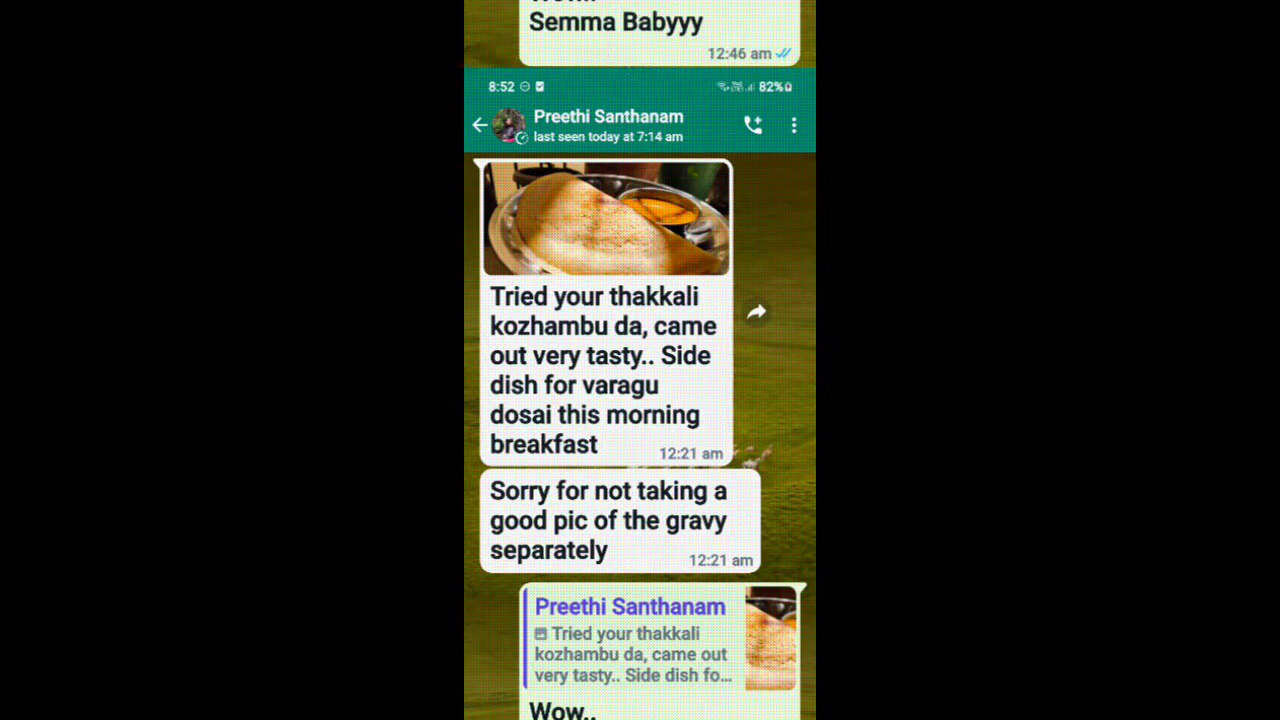 Semma Babyyy
12:46 am
8:52
82%
Preethi Santhanam
last seen today at 7:14 am
Tried your thakkali
kozhambu da, came
out very tasty.. Side
dish for varagu
dosai this morning
breakfast
12:21 am
Sorry for not taking a
good pic of the gravy
separately
12:21 am
Preethi Santhanam
Tried your thakkali
kozhambu da, came out
very tasty.. Side dish fo...
Wow..